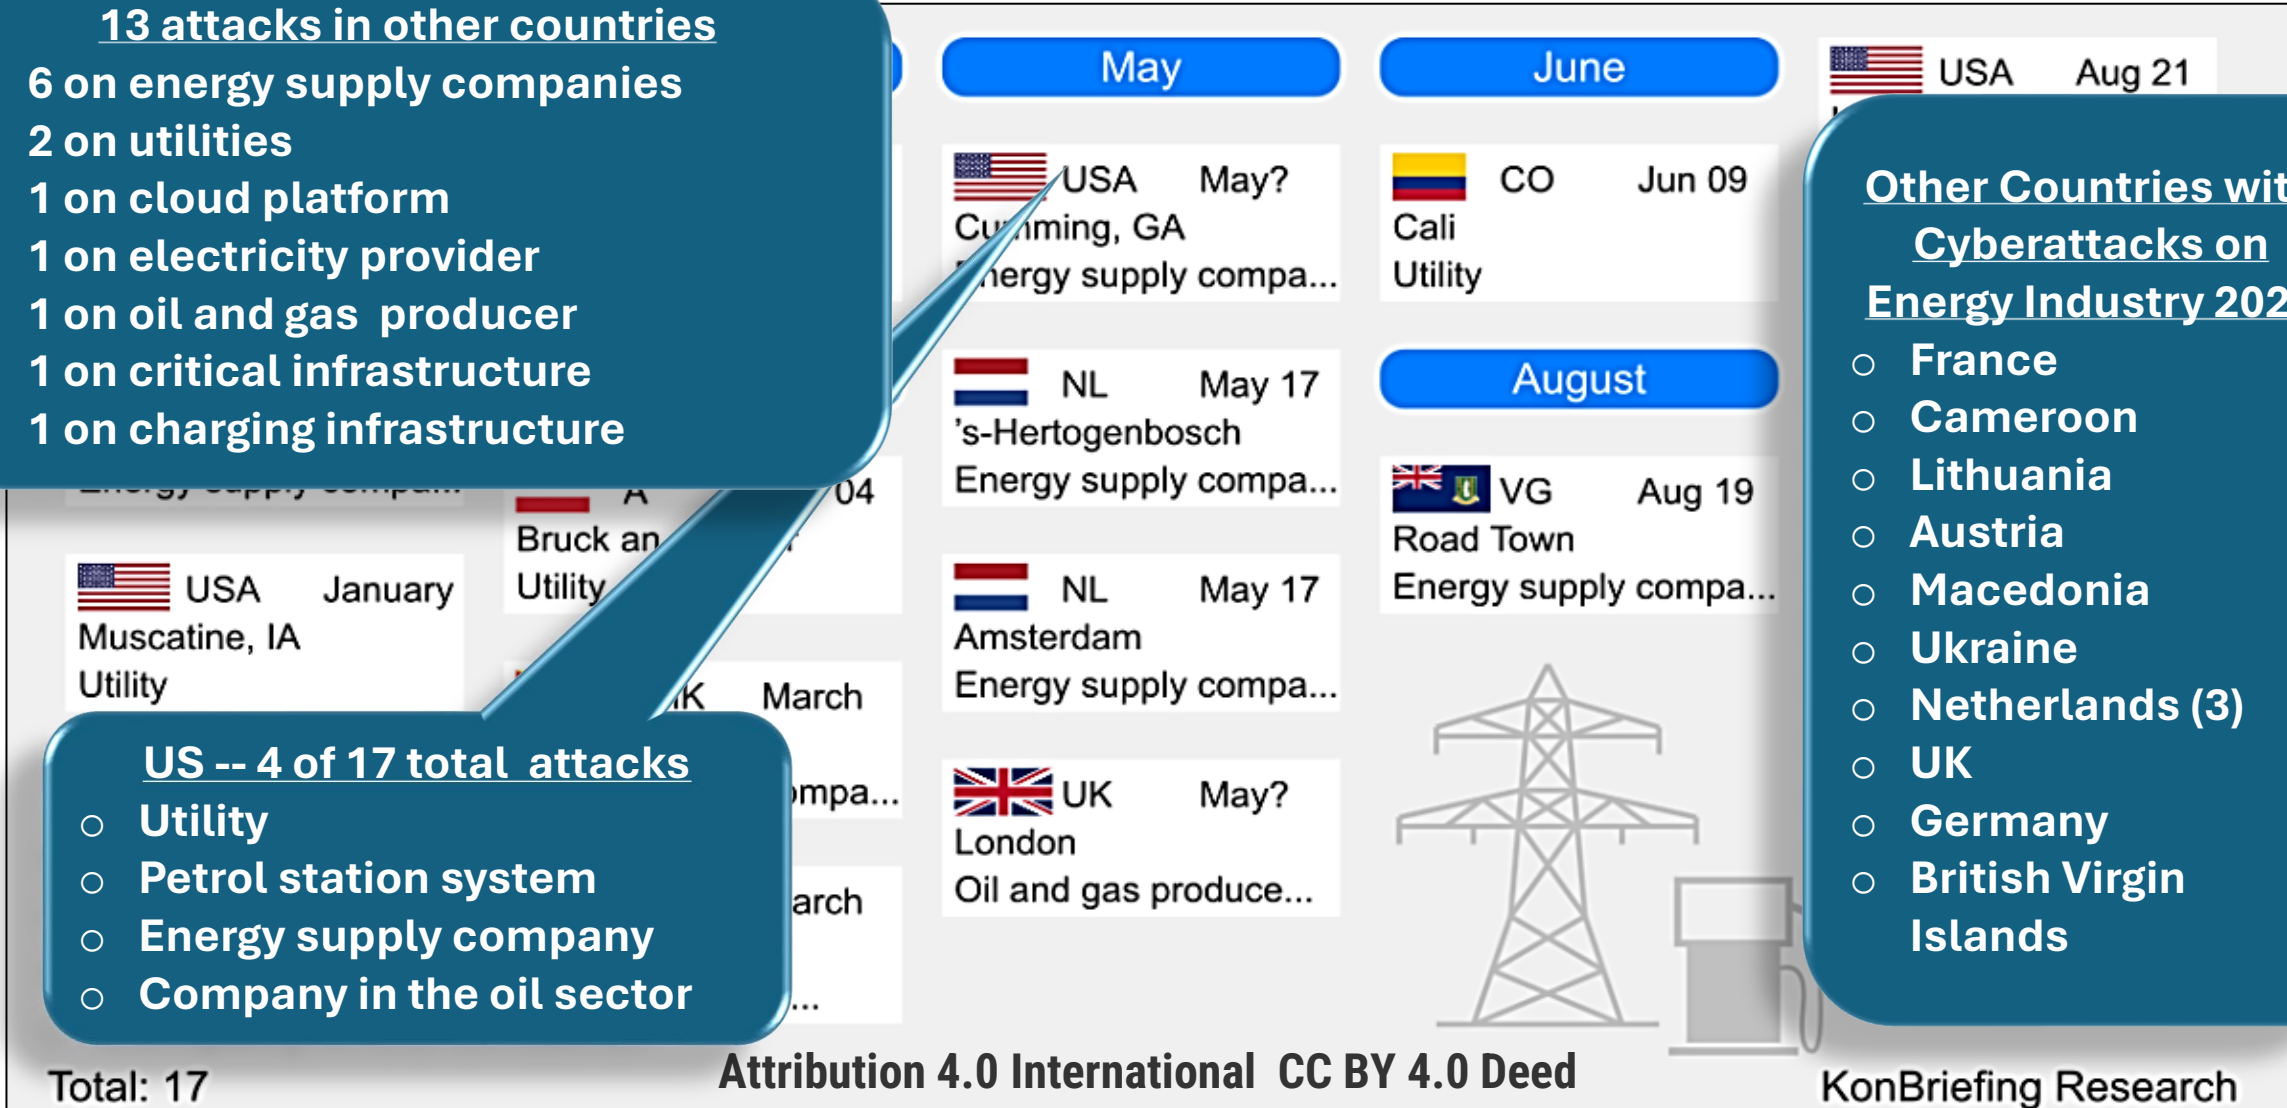 13 attacks in other countries
6 on energy supply companies
2 on utilities
1 on cloud platform
1 on electricity provider
1 on oil and gas producer
1 on critical infrastructure
1 on charging infrastructure
USA January
Muscatine, IA
Utility
US -- 4 of 17 total attacks
○ Utility
○ Petrol station system
○ Energy supply company
○ Company in the oil sector
Total: 17
A 04
Bruck an
Utility
K March
ompa...
arch
...
May
USA May?
Cumming, GA
Energy supply compa...
NL May 17
's-Hertogenbosch
Energy supply compa...
NL May 17
Amsterdam
Energy supply compa...
UK May?
London
Oil and gas produce...
June
CO Jun 09
Cali
Utility
August
VG Aug 19
Road Town
Energy supply compa...
USA Aug 21
Other Countries wit
Cyberattacks on
Energy Industry 202
○ France
○ Cameroon
○ Lithuania
○ Austria
○ Macedonia
○ Ukraine
○ Netherlands (3)
○ UK
○ Germany
○ British Virgin
Islands
Attribution 4.0 International CC BY 4.0 Deed
KonBriefing Research